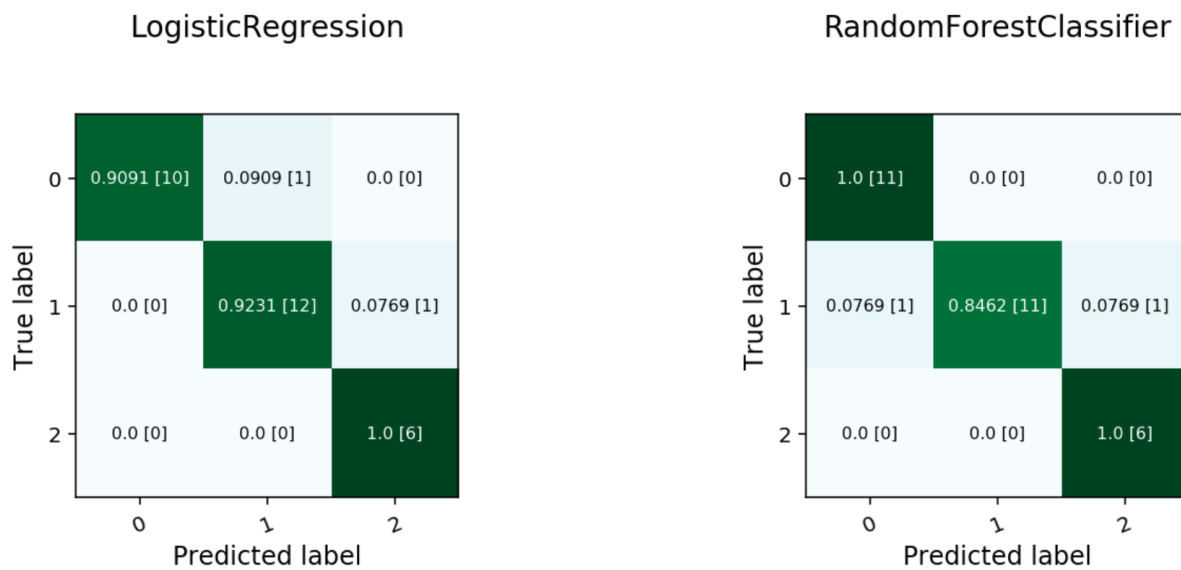 LogisticRegression
RandomForestClassifier
True label
0
0.9091 [10] 0.0909 [1] 0.0 [0]
1
0.0 [0] 0.9231 [12] 0.0769 [1]
2
0.0 [0] 0.0 [0] 1.0 [6]
0 1 2
Predicted label
True label
0
1.0 [11] 0.0 [0] 0.0 [0]
1
0.0769 [1] 0.8462 [11] 0.0769 [1]
2
0.0 [0] 0.0 [0] 1.0 [6]
0 1 2
Predicted label